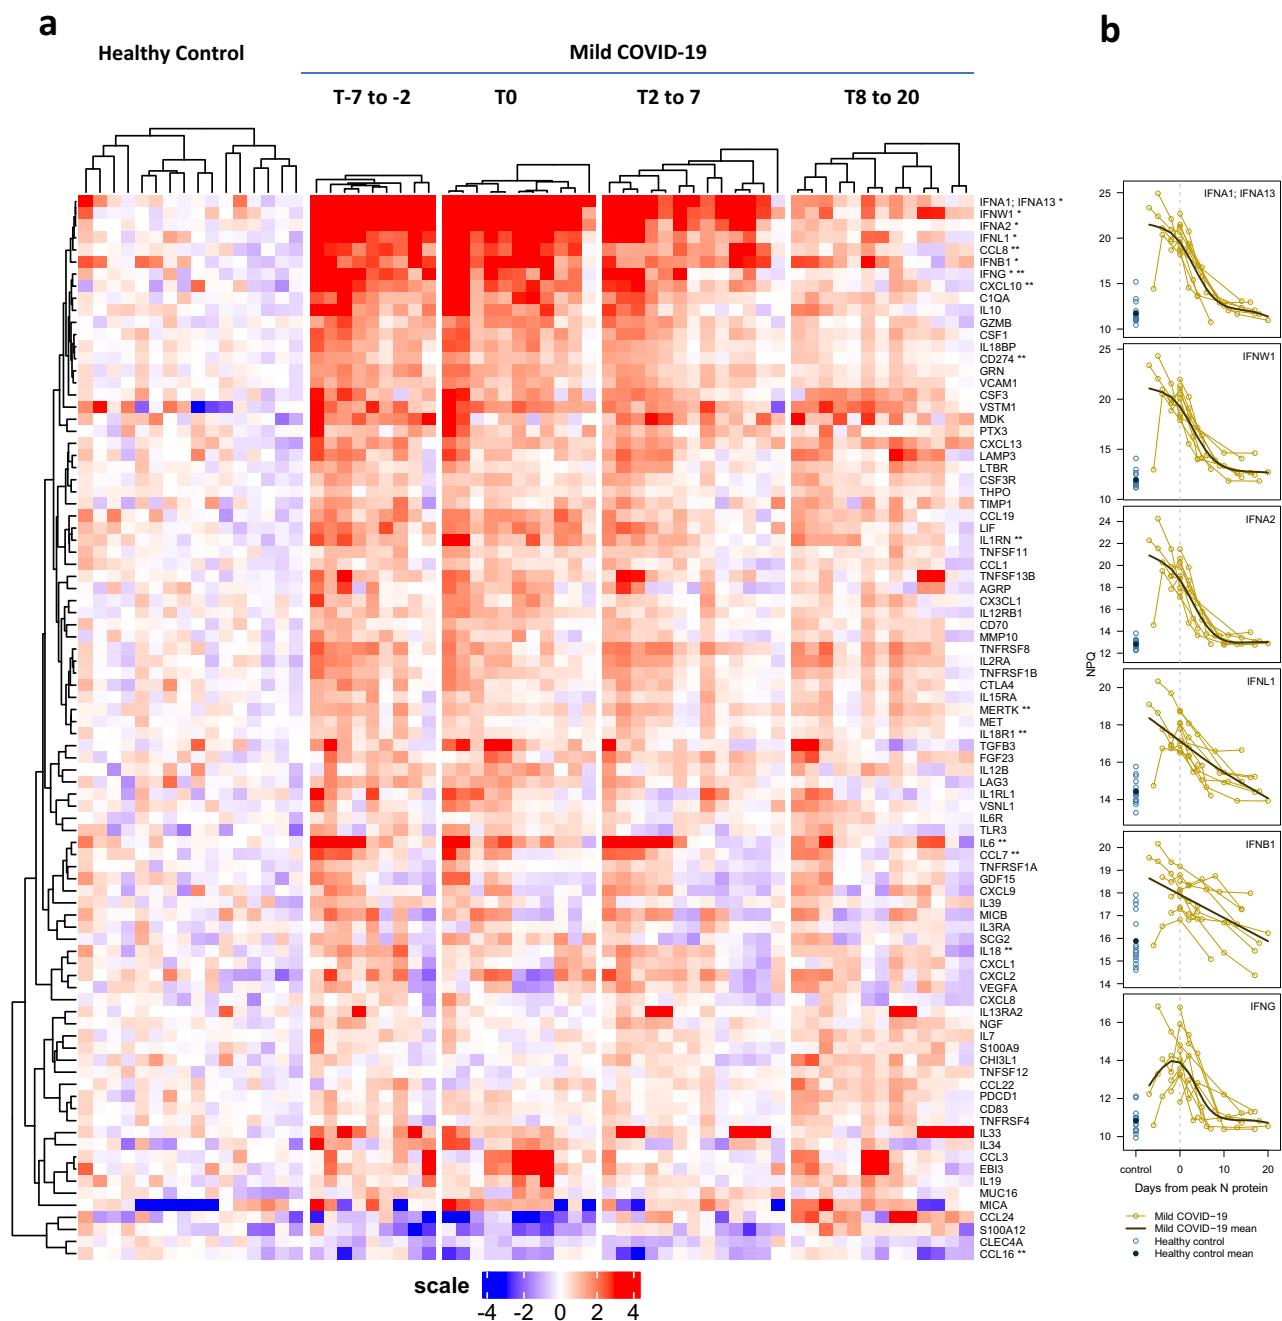 a
b
Healthy Control
Mild COVID-19
T-7 to -2
T0
T2 to 7
T8 to 20
IFNA1; IFNA13 *
IFNW1 *
IFNA2 *
IFNL1 *
CCL8 **
IFNB1 *
IFNG * **
CXCL10 **
C1QA
IL10
GZMB
CSF1
IL18BP
CD274 **
GRN
VCAM1
CSF3
VSTM1
MDK
PTX3
CXCL13
LAMP3
LTBR
CSF3R
THPO
TIMP1
CCL19
LIF
IL1RN **
TNFSF11
CCL1
TNFSF13B
AGRP
CX3CL1
IL12RB1
CD70
MMP10
TNFRSF8
IL2RA
TNFRSF1B
CTLA4
IL15RA
MERTK **
MET
IL18R1 **
TGFB3
FGF23
IL12B
LAG3
IL1RL1
VSNL1
IL6R
TLR3
IL6 **
CCL7 **
TNFRSF1A
GDF15
CXCL9
IL39
MICB
IL3RA
SCG2
IL18 **
CXCL1
CXCL2
VEGFA
CXCL8
IL13RA2
NGF
IL7
S100A9
CHI3L1
TNFSF12
CCL22
PDCD1
CD83
TNFRSF4
IL33
IL34
CCL3
EBI3
IL19
MUC16
MICA
CCL24
S100A12
CLEC4A
CCL16 **
scale
-4 -2 0 2 4
IFNA1; IFNA13
25
20
15
10
IFNW1
25
20
15
10
IFNA2
24
22
20
18
16
14
12
NPQ
IFNL1
20
18
16
14
IFNB1
20
19
18
17
16
15
14
IFNG
16
14
12
10
control 0 10 20
Days from peak N protein
Mild COVID−19
Mild COVID−19 mean
Healthy control
Healthy control mean